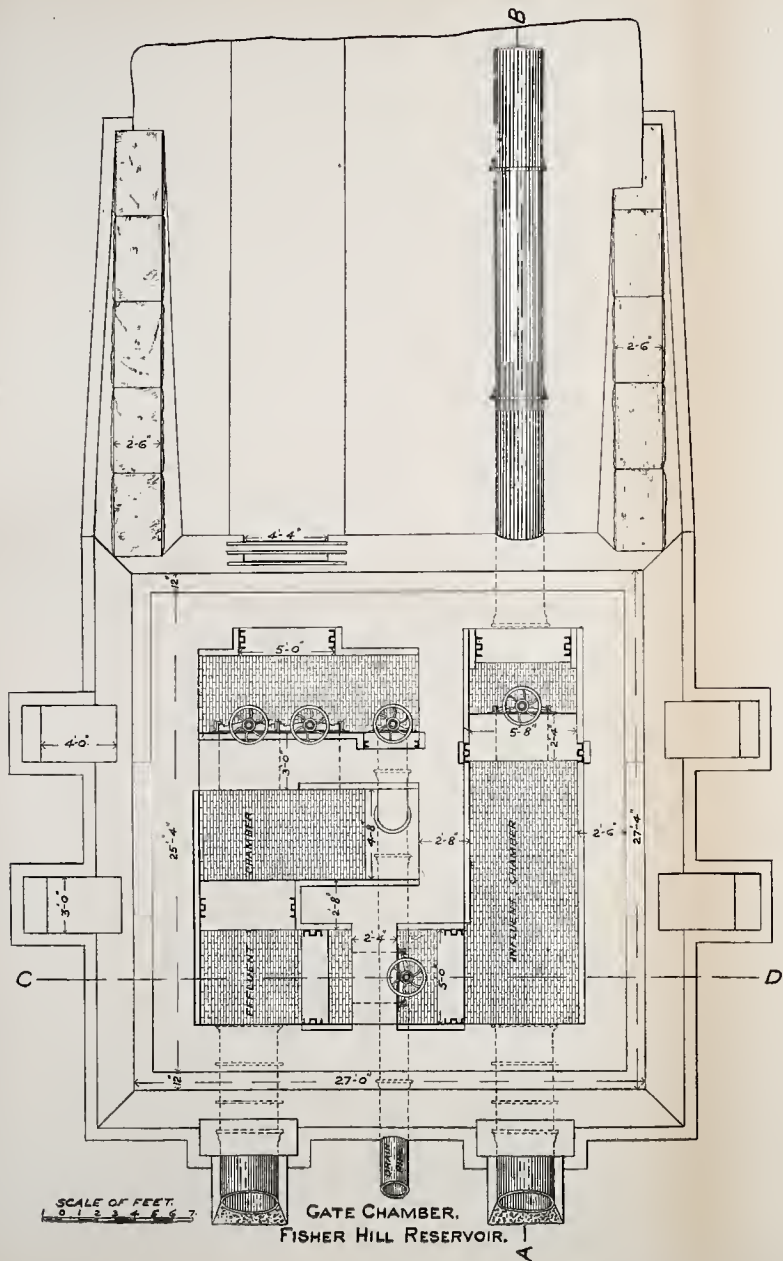 B
2'-6"
2'-6"
4'-4"
12"
5'-0"
5'-8"
2'-4"
4'-0"
3'-0"
25'-4"
CHAMBER
4'-8"
2'-8"
INFLUENT CHAMBER
2'-6"
27'-4"
3'-0"
2'-8"
2'-4"
EFFLUENT
5'-0"
C
D
12"
27'-0"
DRAIN PIPE
SCALE OF FEET.
1 0 1 2 3 4 5 6 7
GATE CHAMBER.
FISHER HILL RESERVOIR.
A